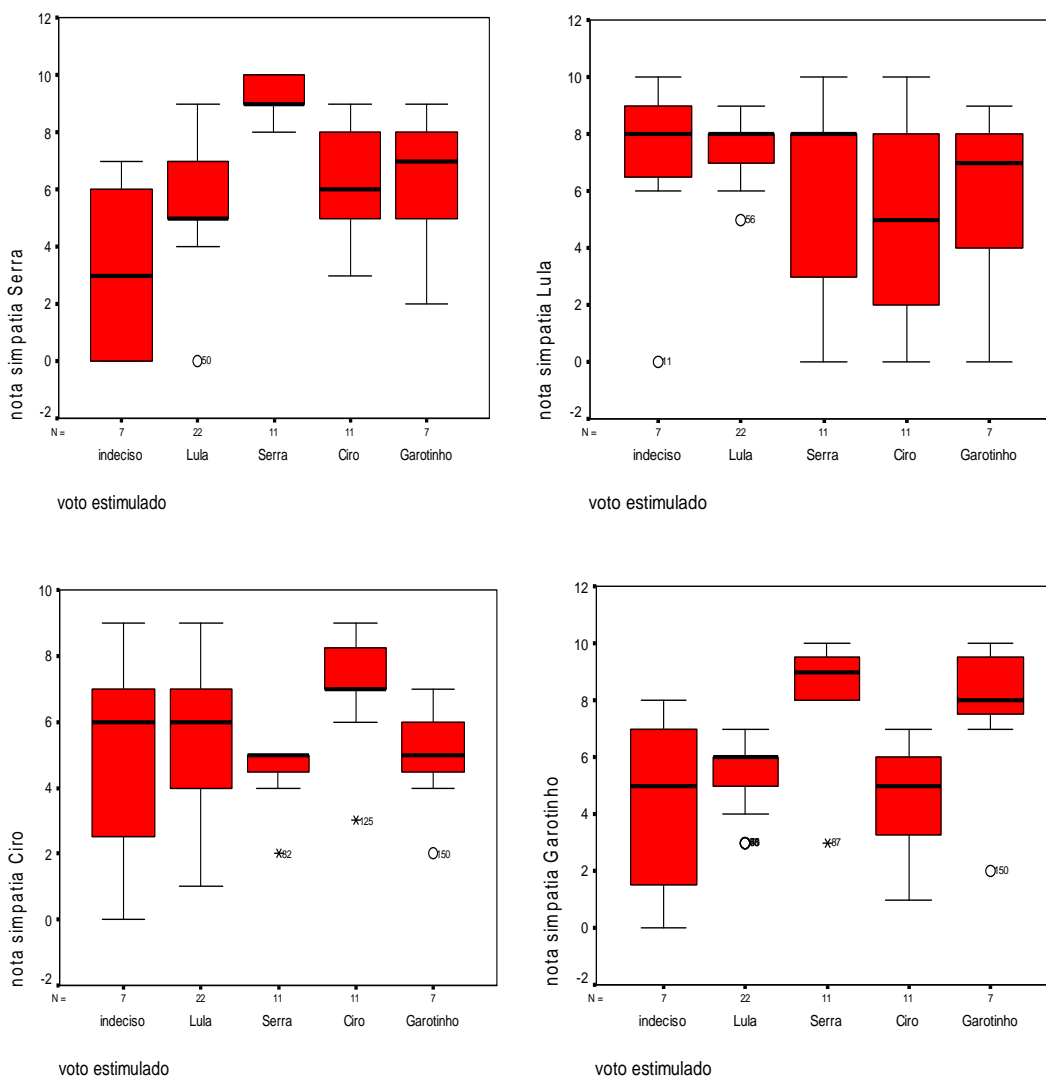 nota simpatia Serra
12
10
8
6
4
2
0
-2
50
N =
7
22
11
11
7
indeciso
Lula
Serra
Ciro
Garotinho
voto estimulado
nota simpatia Lula
12
10
8
6
4
2
0
-2
11
56
N =
7
22
11
11
7
indeciso
Lula
Serra
Ciro
Garotinho
voto estimulado
nota simpatia Ciro
10
8
6
4
2
0
-2
82
125
150
N =
7
22
11
11
7
indeciso
Lula
Serra
Ciro
Garotinho
voto estimulado
nota simpatia Garotinho
12
10
8
6
4
2
0
-2
87
150
N =
7
22
11
11
7
indeciso
Lula
Serra
Ciro
Garotinho
voto estimulado